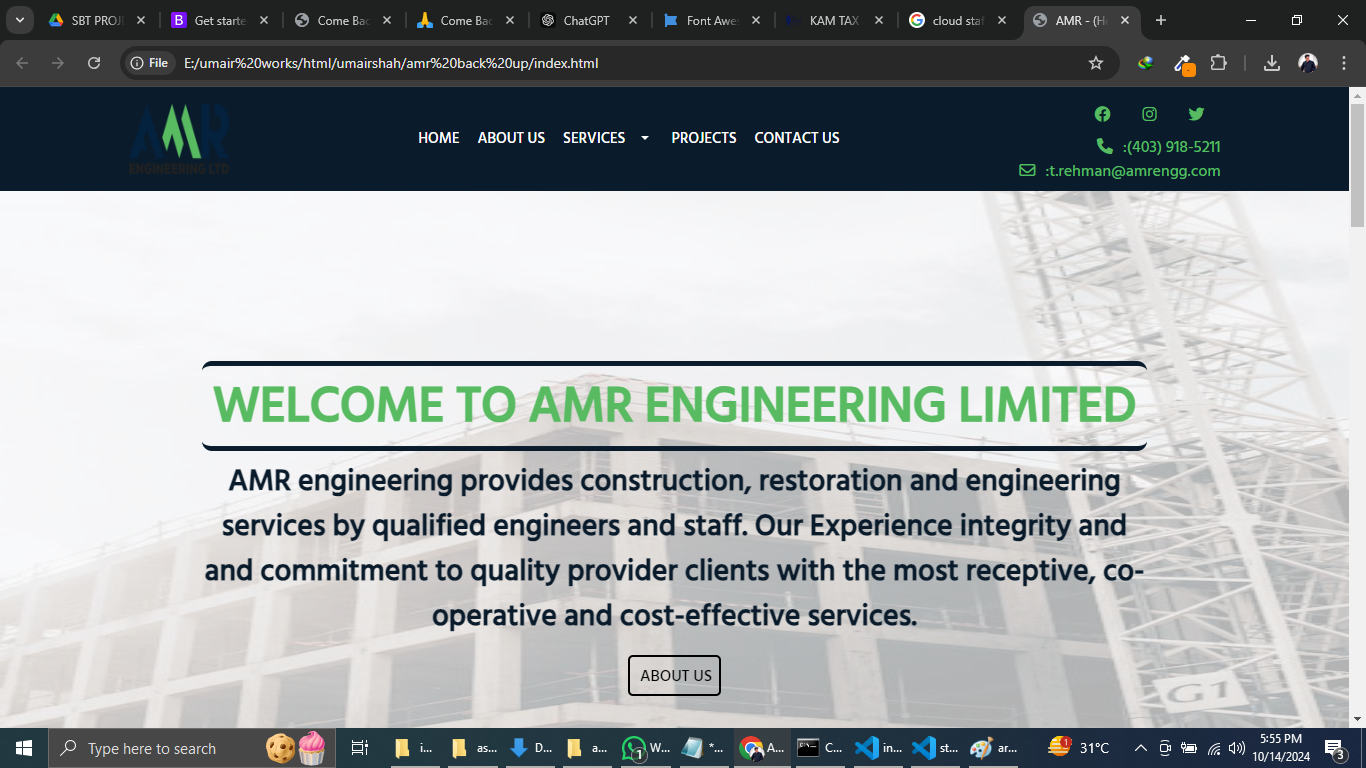 SBT PROJ
Get starte
Come Bac
Come Bac
ChatGPT
Font Awe
KAM TAX
cloud staf
AMR - (Ho
File
E:/umair%20works/html/umairshah/amr%20back%20up/index.html
AMR
ENGINEERING LTD
HOME ABOUT US SERVICES PROJECTS CONTACT US
:(403) 918-5211
:t.rehman@amrengg.com
WELCOME TO AMR ENGINEERING LIMITED
AMR engineering provides construction, restoration and engineering
services by qualified engineers and staff. Our Experience integrity and
and commitment to quality provider clients with the most receptive, co-
operative and cost-effective services.
ABOUT US
G1
Type here to search
i...
as...
D...
a...
1
W...
*...
A...
C...
in...
st...
ar...
1
31°C
5:55 PM
10/14/2024
3